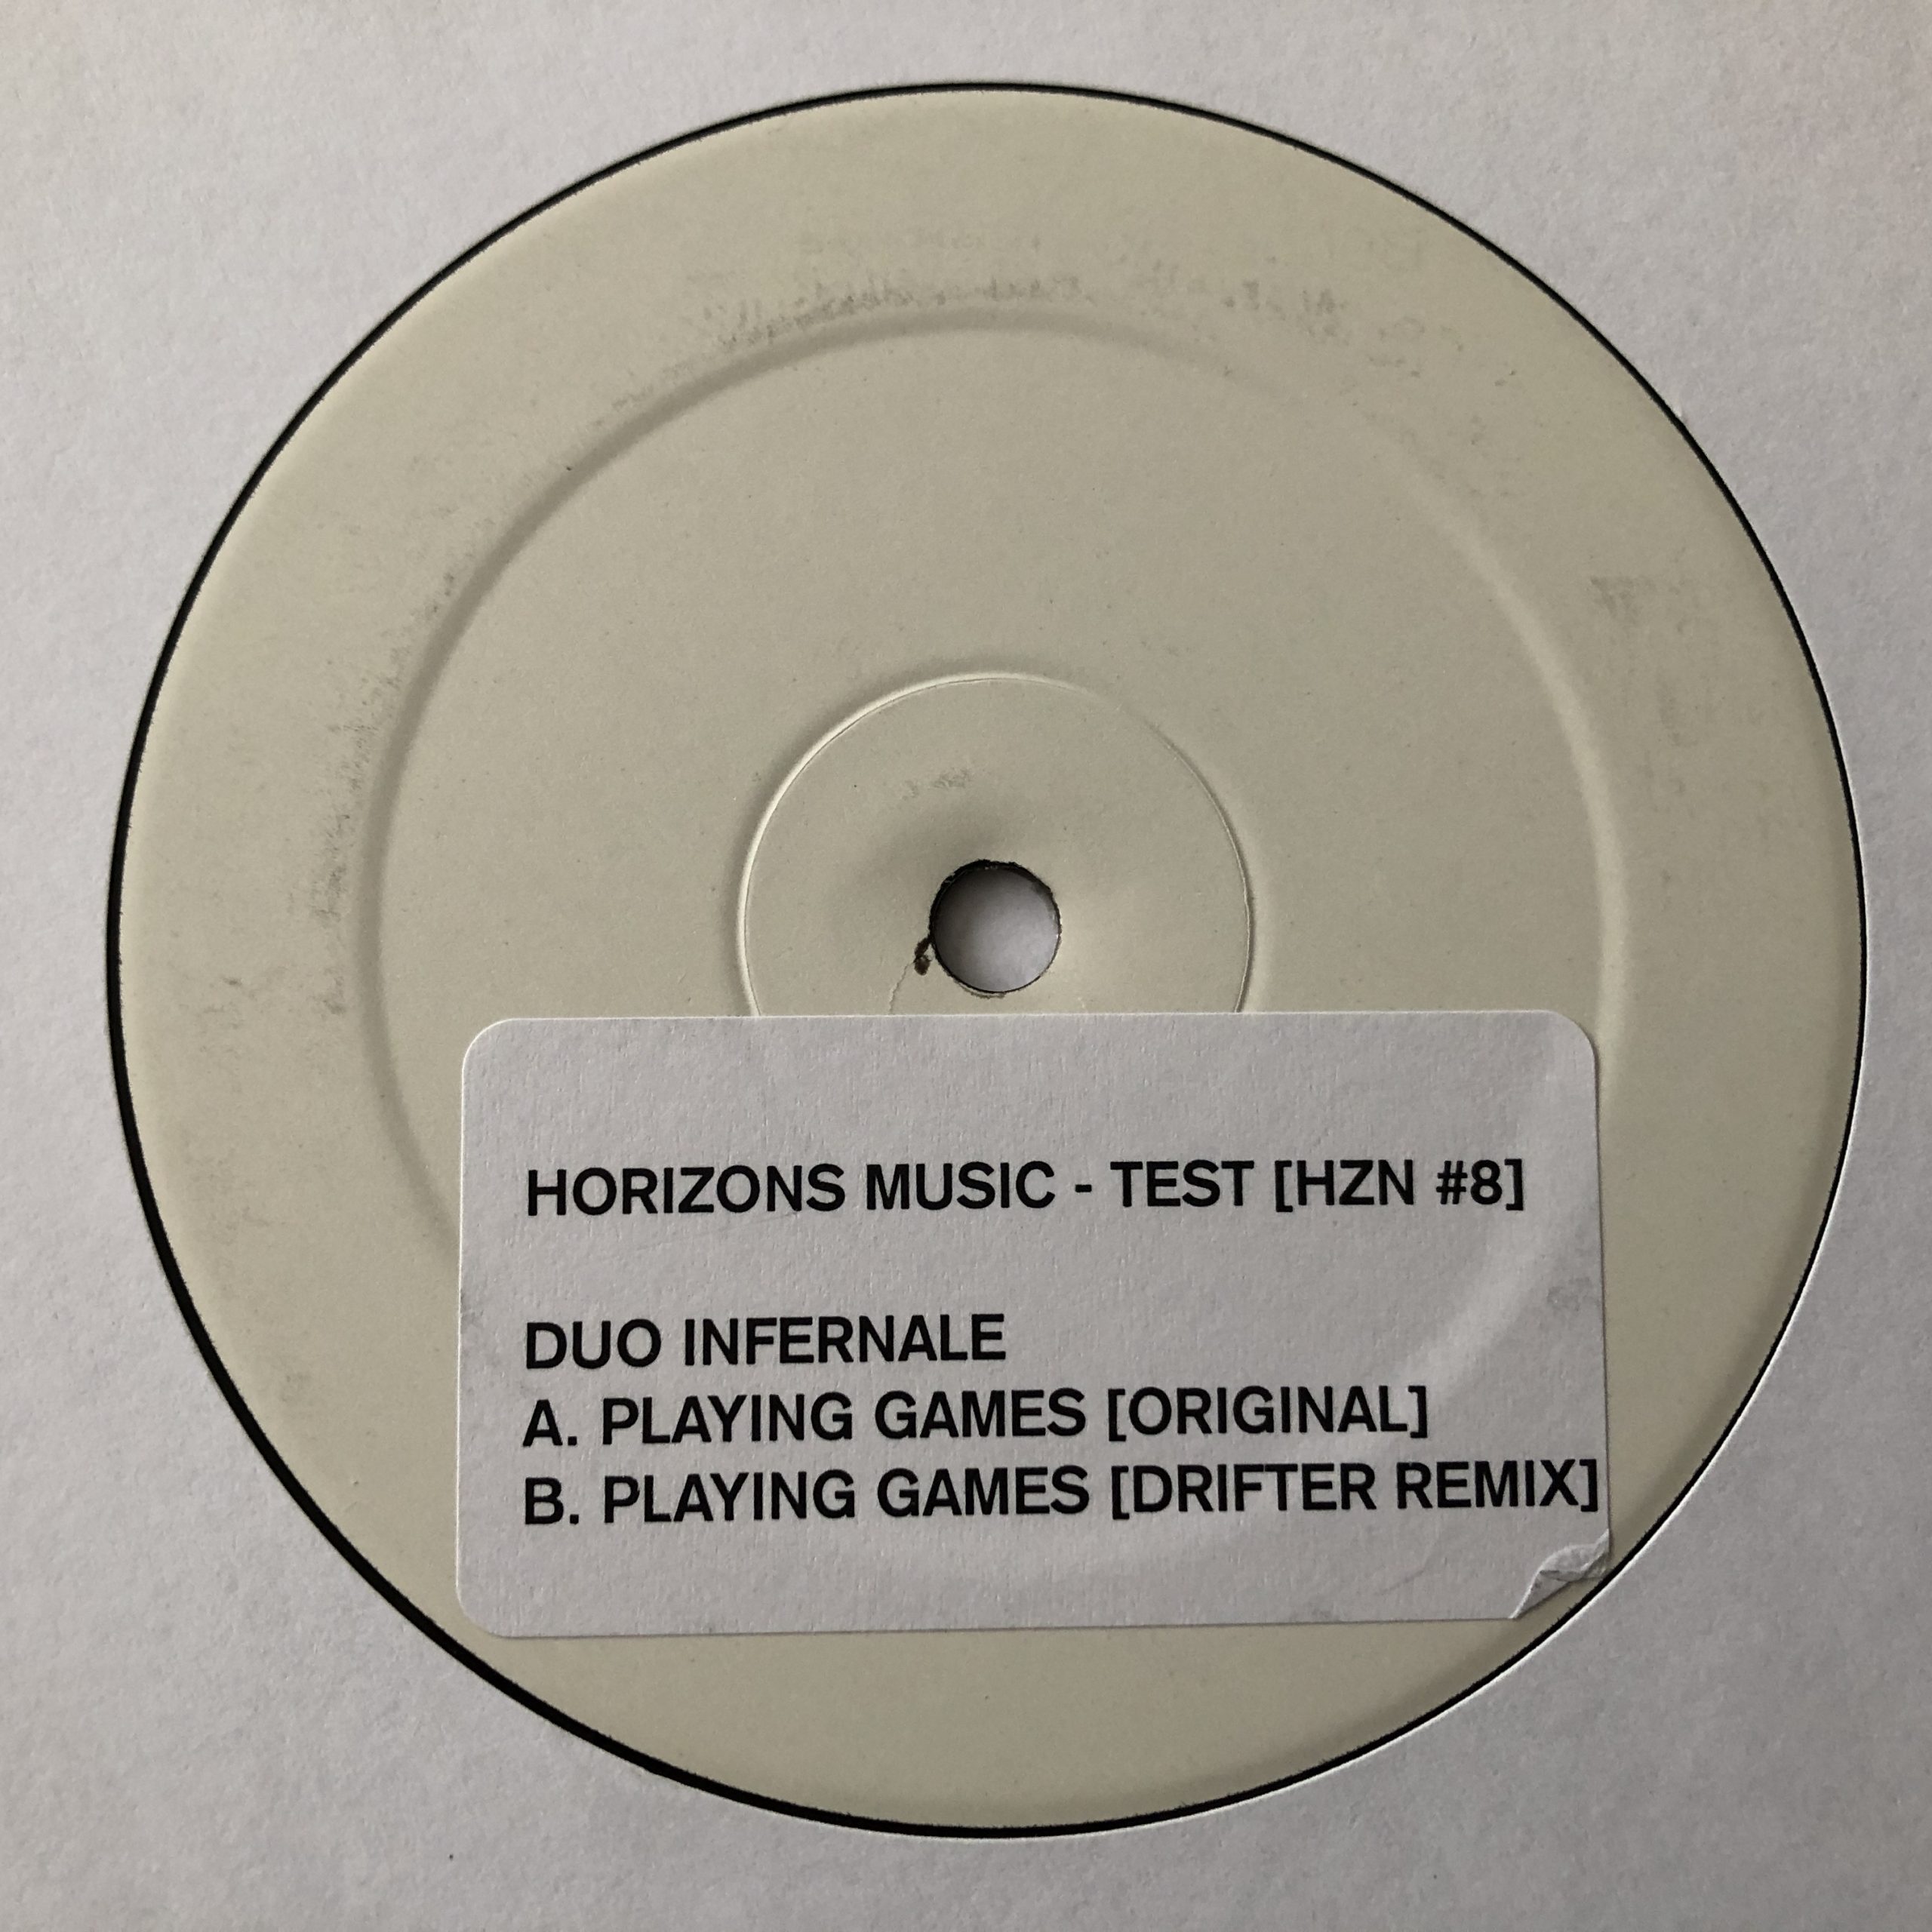 HORIZONS MUSIC - TEST [HZN #8]
DUO INFERNALE
A. PLAYING GAMES [ORIGINAL]
B. PLAYING GAMES [DRIFTER REMIX]